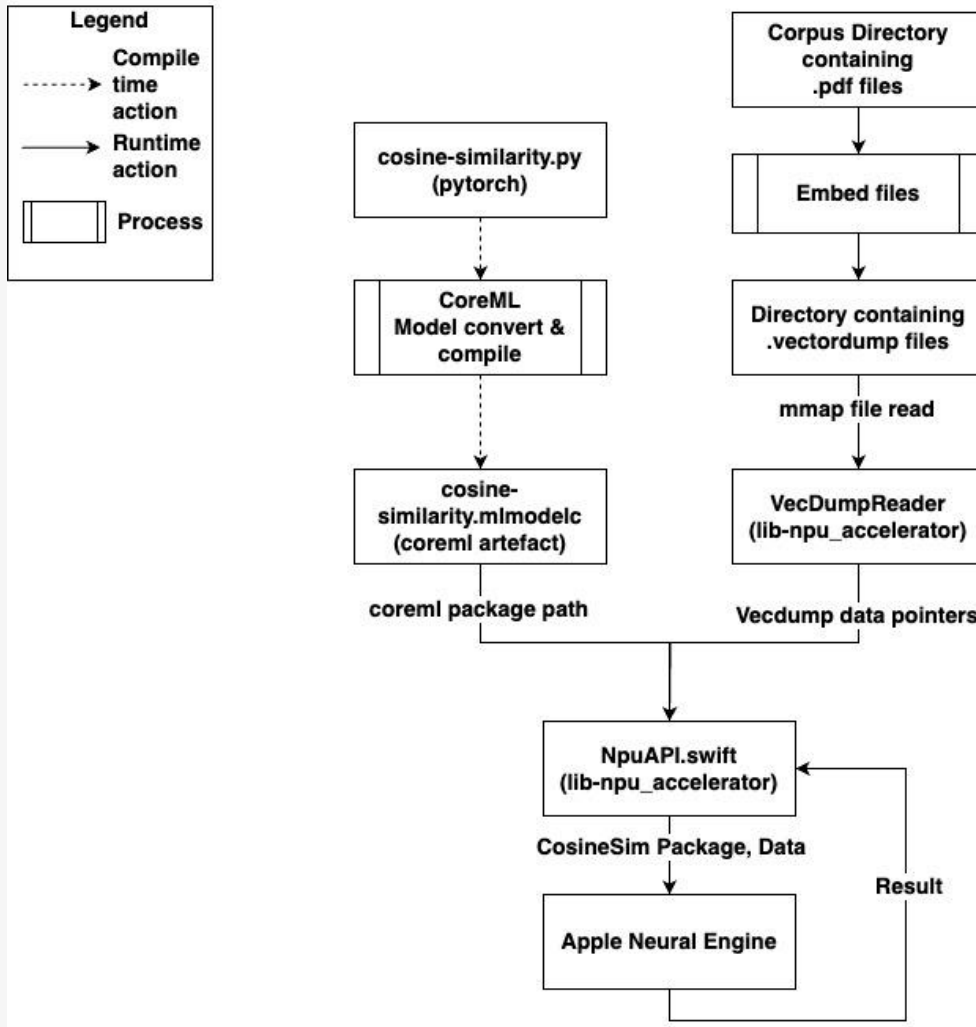 Legend
Compile
time
action
Runtime
action
Process
cosine-similarity.py
(pytorch)
CoreML
Model convert &
compile
cosine-
similarity.mlmodelc
(coreml artefact)
coreml package path
Corpus Directory
containing
.pdf files
Embed files
Directory containing
.vectordump files
mmap file read
VecDumpReader
(lib-npu_accelerator)
Vecdump data pointers
NpuAPI.swift
(lib-npu_accelerator)
CosineSim Package, Data
Apple Neural Engine
Result